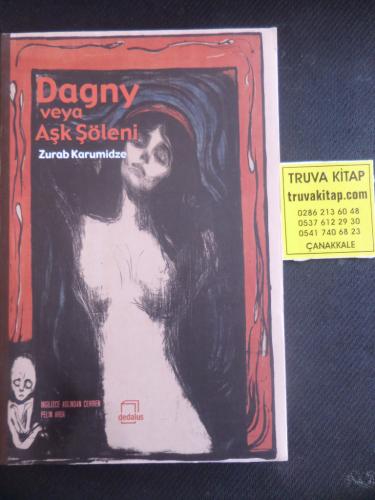 Dagny
veya
Aşk Şöleni
Zurab Karumidze
İNGİLİZCE ASLINDAN ÇEVİREN
PELİN ARDA
dedalus
TRUVA KİTAP
truvakitap.com
0286 213 60 48
0537 612 29 30
0541 740 68 23
ÇANAKKALE